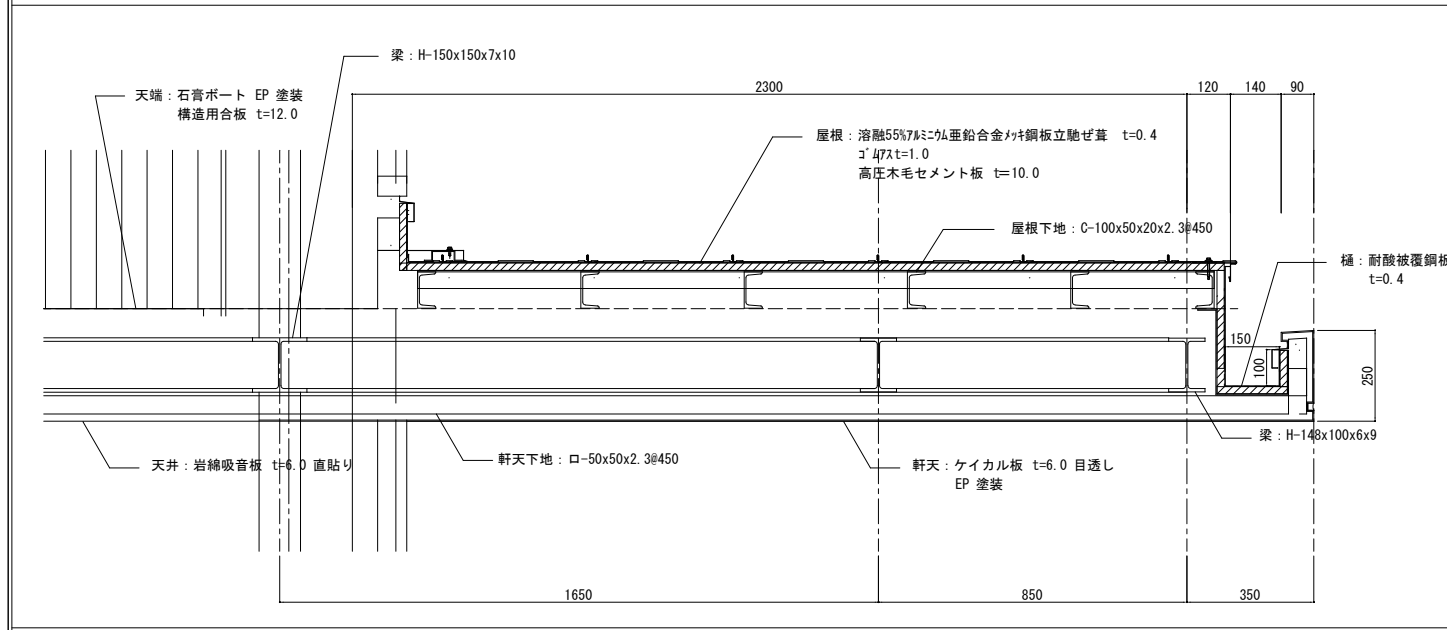 梁：H-150x150x7x10
天端：石膏ボート EP 塗装
構造用合板 t=12.0
2300
120
140
90
屋根：溶融55%ｱﾙﾐﾆｳﾑ亜鉛合金ﾒｯｷ鋼板立馳ぜ葺 t=0.4
ｺﾞﾑｱｽt=1.0
高圧木毛セメント板 t=10.0
屋根下地：C-100x50x20x2.3@450
樋：耐酸被覆鋼板
t=0.4
150
100
250
梁：H-148x100x6x9
天井：岩綿吸音板 t=6.0 直貼り
軒天下地：ロ-50x50x2.3@450
軒天：ケイカル板 t=6.0 目透し
EP 塗装
1650
850
350